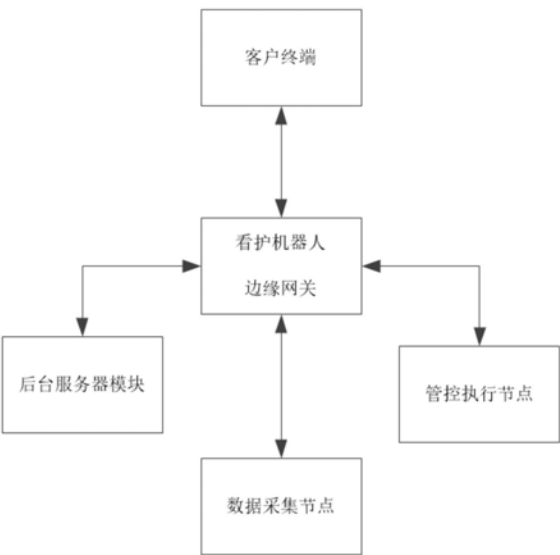 客户终端
看护机器人
边缘网关
后台服务器模块
管控执行节点
数据采集节点